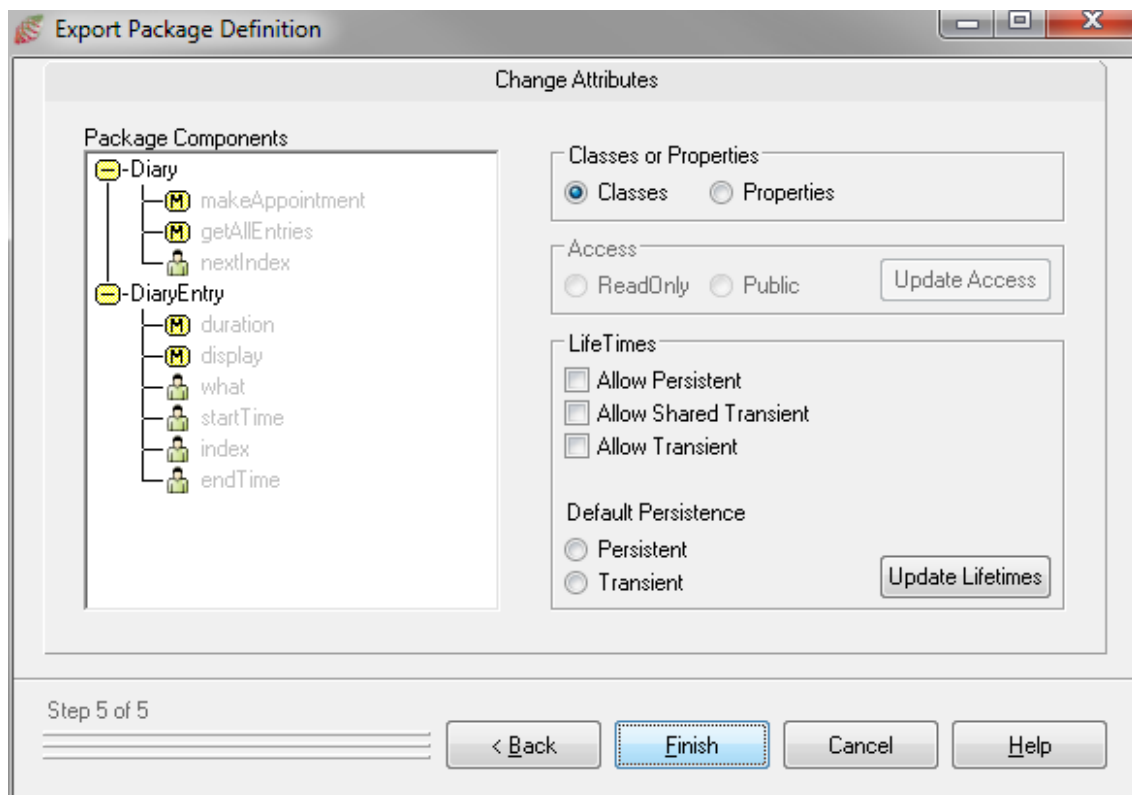 Export Package Definition
Change Attributes
Package Components
Diary
M makeAppointment
M getAllEntries
nextIndex
DiaryEntry
M duration
M display
what
startTime
index
endTime
Classes or Properties
Classes Properties
Access
ReadOnly Public Update Access
LifeTimes
Allow Persistent
Allow Shared Transient
Allow Transient
Default Persistence
Persistent
Transient
Update Lifetimes
Step 5 of 5
< Back Finish Cancel Help